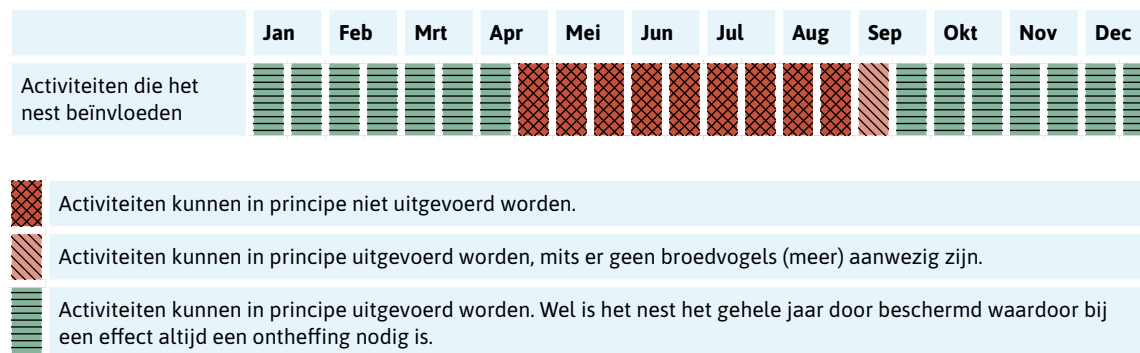 Jan Feb Mrt Apr Mei Jun Jul Aug Sep Okt Nov Dec
Activiteiten die het
nest beïnvloeden
Activiteiten kunnen in principe niet uitgevoerd worden.
Activiteiten kunnen in principe uitgevoerd worden, mits er geen broedvogels (meer) aanwezig zijn.
Activiteiten kunnen in principe uitgevoerd worden. Wel is het nest het gehele jaar door beschermd waardoor bij
een effect altijd een ontheffing nodig is.